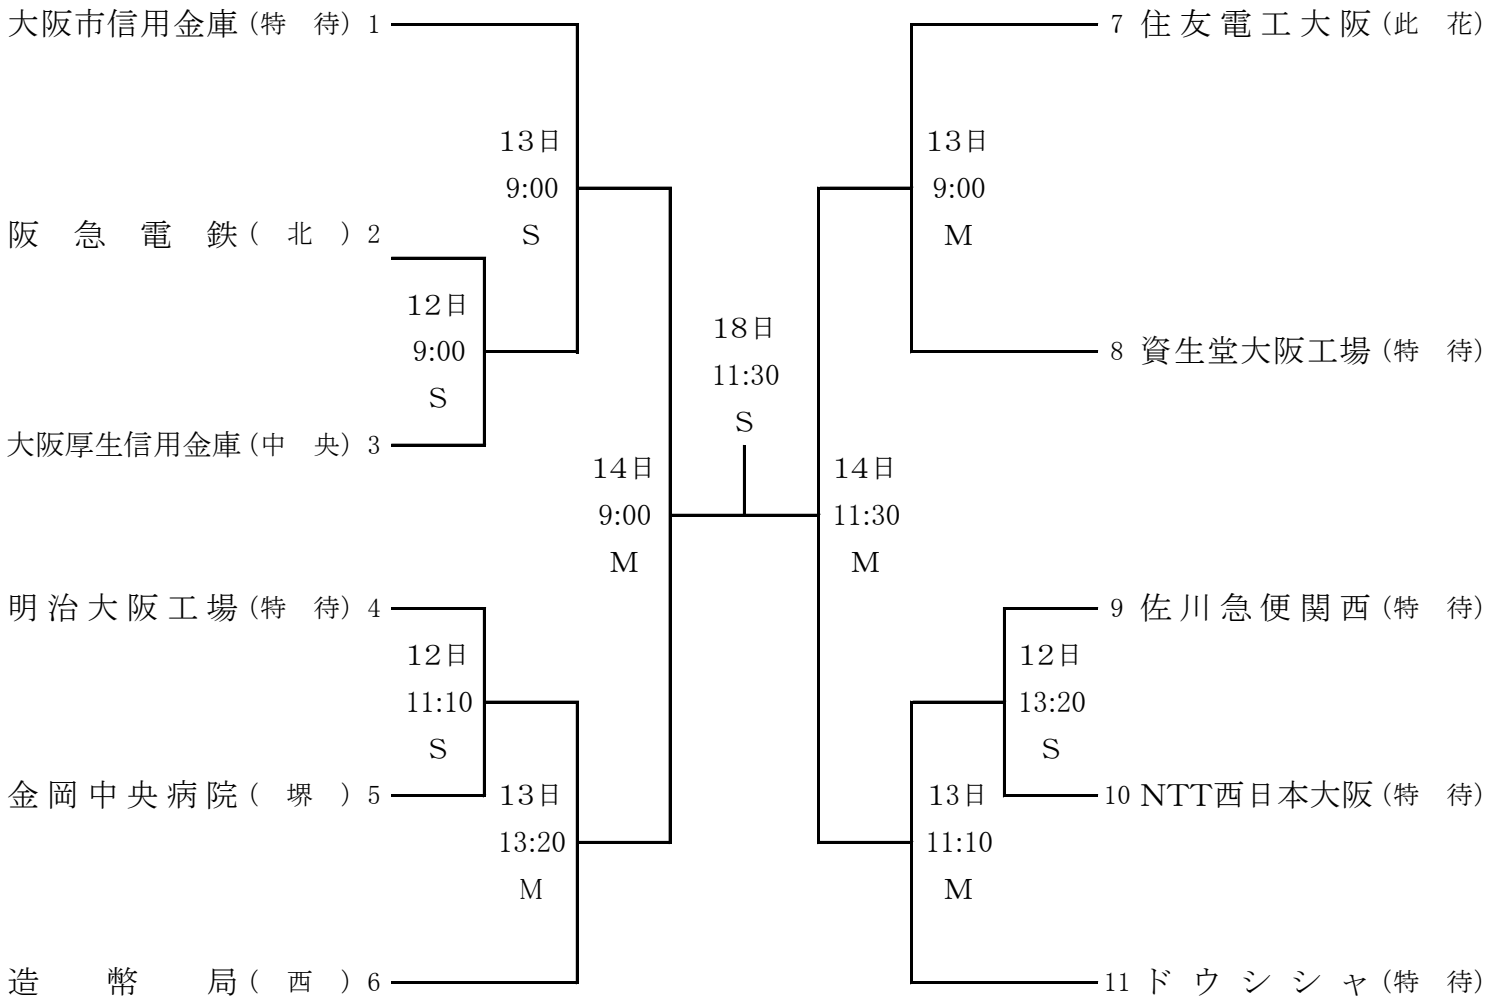 大阪市信用金庫(特 待) 1
阪急電鉄( 北 ) 2
大阪厚生信用金庫(中 央) 3
明治大阪工場(特 待) 4
金岡中央病院( 堺 ) 5
造幣局( 西 ) 6
12日
9:00
S
12日
11:10
S
13日
9:00
S
13日
13:20
M
14日
9:00
M
18日
11:30
S
14日
11:30
M
13日
9:00
M
13日
11:10
M
12日
13:20
S
7 住友電工大阪(此 花)
8 資生堂大阪工場(特 待)
9 佐川急便関西(特 待)
10 NTT西日本大阪(特 待)
11 ドウシシャ(特 待)